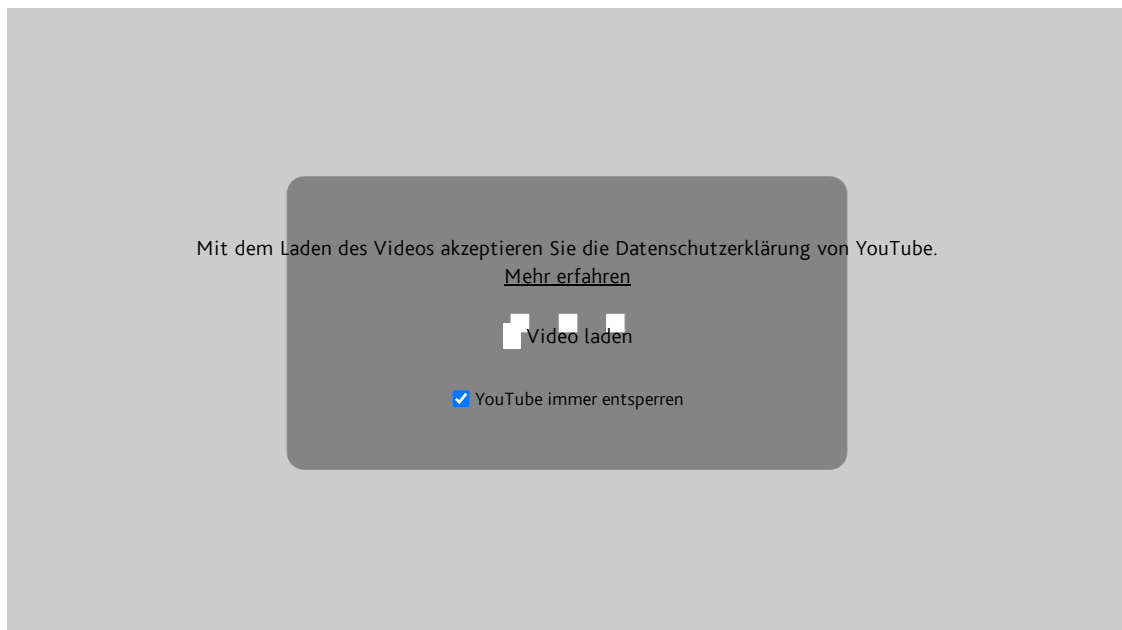 Mit dem Laden des Videos akzeptieren Sie die Datenschutzerklärung von YouTube.
Mehr erfahren
Video laden
YouTube immer entsperren